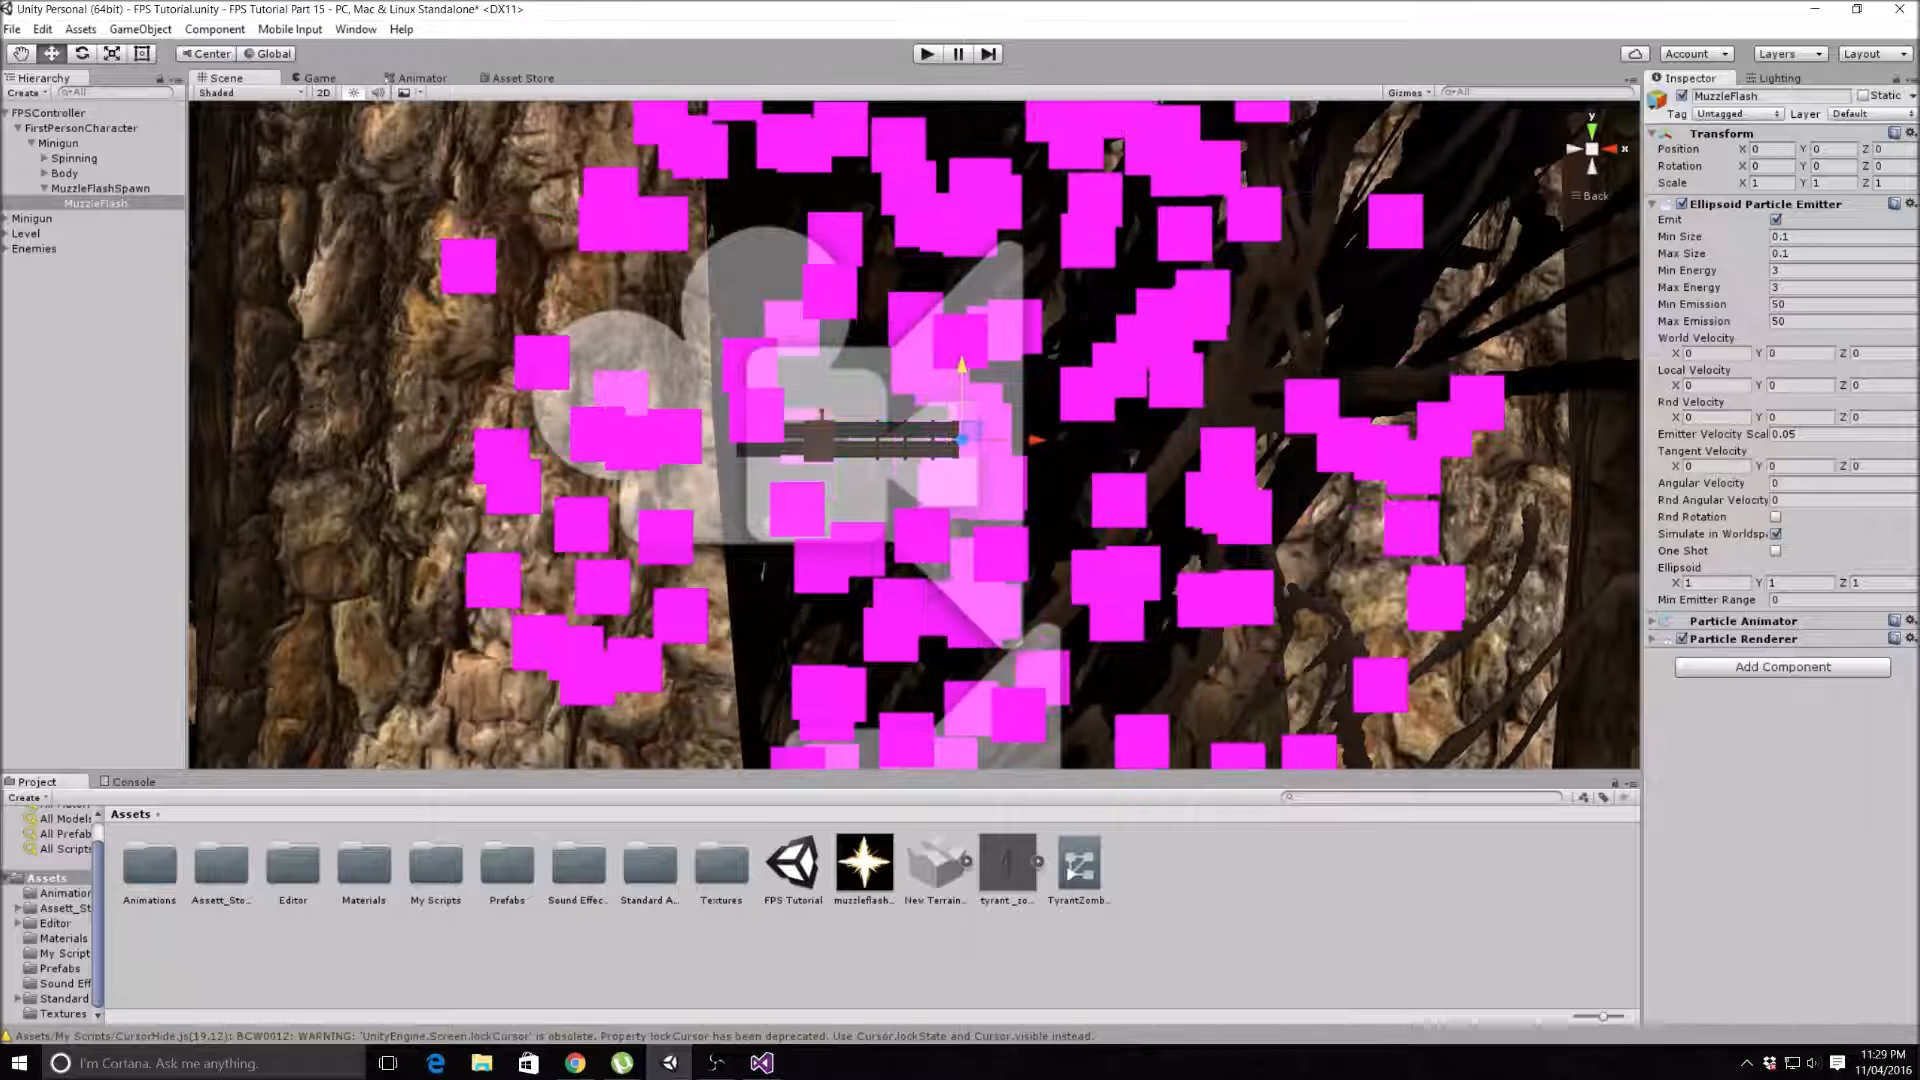 Unity Personal (64bit) - FPS Tutorial.unity - FPS Tutorial Part 15 - PC, Mac & Linux Standalone* <DX11>
File Edit Assets GameObject Component Mobile Input Window Help
Center Global Account Layers Layout
Hierarchy Scene Game Animator Asset Store Inspector Lighting
Create All Shaded 2D Gizmos All MuzzleFlash Static
Tag Untagged Layer Default
FPSController
FirstPersonCharacter
Minigun
Spinning
Body
MuzzleFlashSpawn
MuzzleFlash
Minigun
Level
Enemies
y
x
Back
Transform
Position X 0 Y 0 Z 0
Rotation X 0 Y 0 Z 0
Scale X 1 Y 1 Z 1
Ellipsoid Particle Emitter
Emit
Min Size 0.1
Max Size 0.1
Min Energy 3
Max Energy 3
Min Emission 50
Max Emission 50
World Velocity
X 0 Y 0 Z 0
Local Velocity
X 0 Y 0 Z 0
Rnd Velocity
X 0 Y 0 Z 0
Emitter Velocity Scal 0.05
Tangent Velocity
X 0 Y 0 Z 0
Angular Velocity 0
Rnd Angular Velocity 0
Rnd Rotation
Simulate in Worldsp
One Shot
Ellipsoid
X 1 Y 1 Z 1
Min Emitter Range 0
Particle Animator
Particle Renderer
Add Component
Project Console
Create
All Models
All Prefab
All Scripts
Assets
Animation
Assett_St
Editor
Materials
My Script
Prefabs
Sound Eff
Standard
Textures
Assets
Animations Assett_Sto... Editor Materials My Scripts Prefabs Sound Effec... Standard A... Textures FPS Tutorial muzzleflash... New Terrain... tyrant_zo... TyrantZomb...
Assets/My Scripts/CursorHide.js(19,12): BCW0012: WARNING: 'UnityEngine.Screen.lockCursor' is obsolete. Property lockCursor has been deprecated. Use Cursor.lockState and Cursor.visible instead.
I'm Cortana. Ask me anything.
11:29 PM
11/04/2016